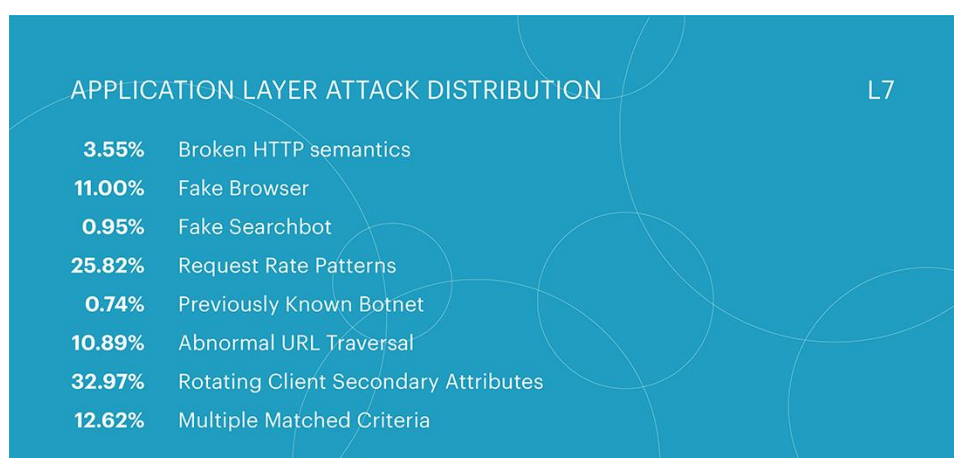 APPLICATION LAYER ATTACK DISTRIBUTION L7
3.55% Broken HTTP semantics
11.00% Fake Browser
0.95% Fake Searchbot
25.82% Request Rate Patterns
0.74% Previously Known Botnet
10.89% Abnormal URL Traversal
32.97% Rotating Client Secondary Attributes
12.62% Multiple Matched Criteria